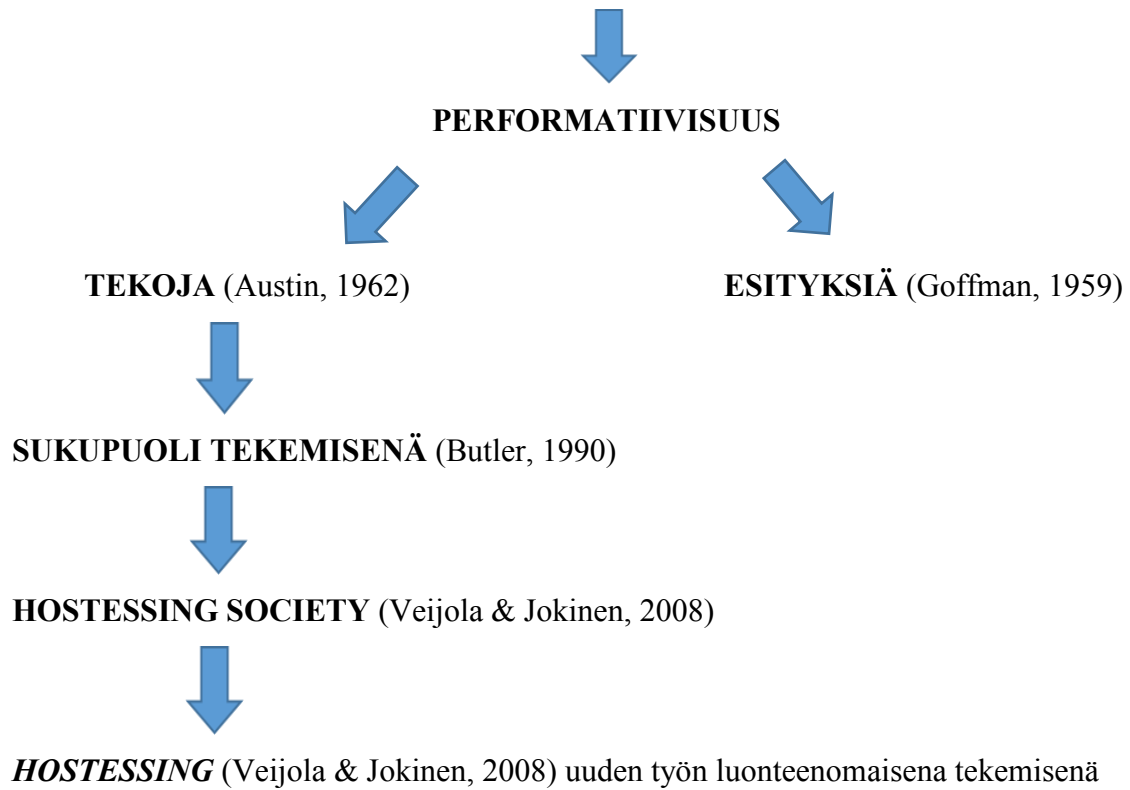 PERFORMATIIVISUUS
TEKOJA (Austin, 1962) ESITYKSIÄ (Goffman, 1959)
SUKUPUOLI TEKEMISENÄ (Butler, 1990)
HOSTESSING SOCIETY (Veijola & Jokinen, 2008)
HOSTESSING (Veijola & Jokinen, 2008) uuden työn luonteenomaisena tekemisenä